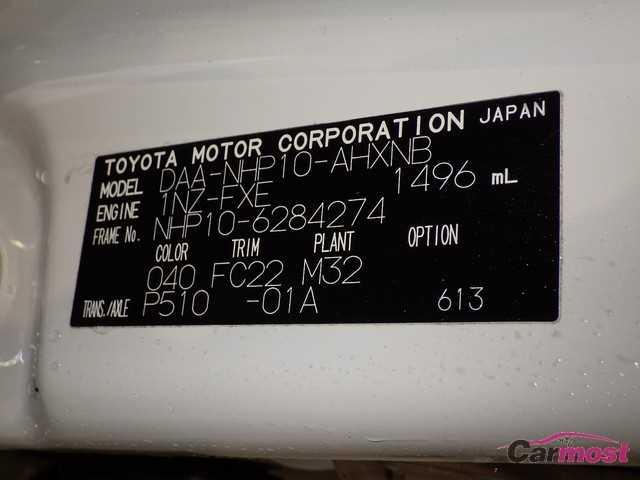 TOYOTA MOTOR CORPORATION JAPAN
MODEL DAA-NHP10-AHXNB
ENGINE 1NZ-FXE 1496 mL
FRAME No. NHP10-6284274
COLOR TRIM PLANT OPTION
040 FC22 M32
TRANS./AXLE P510 -01A 613
Carmost